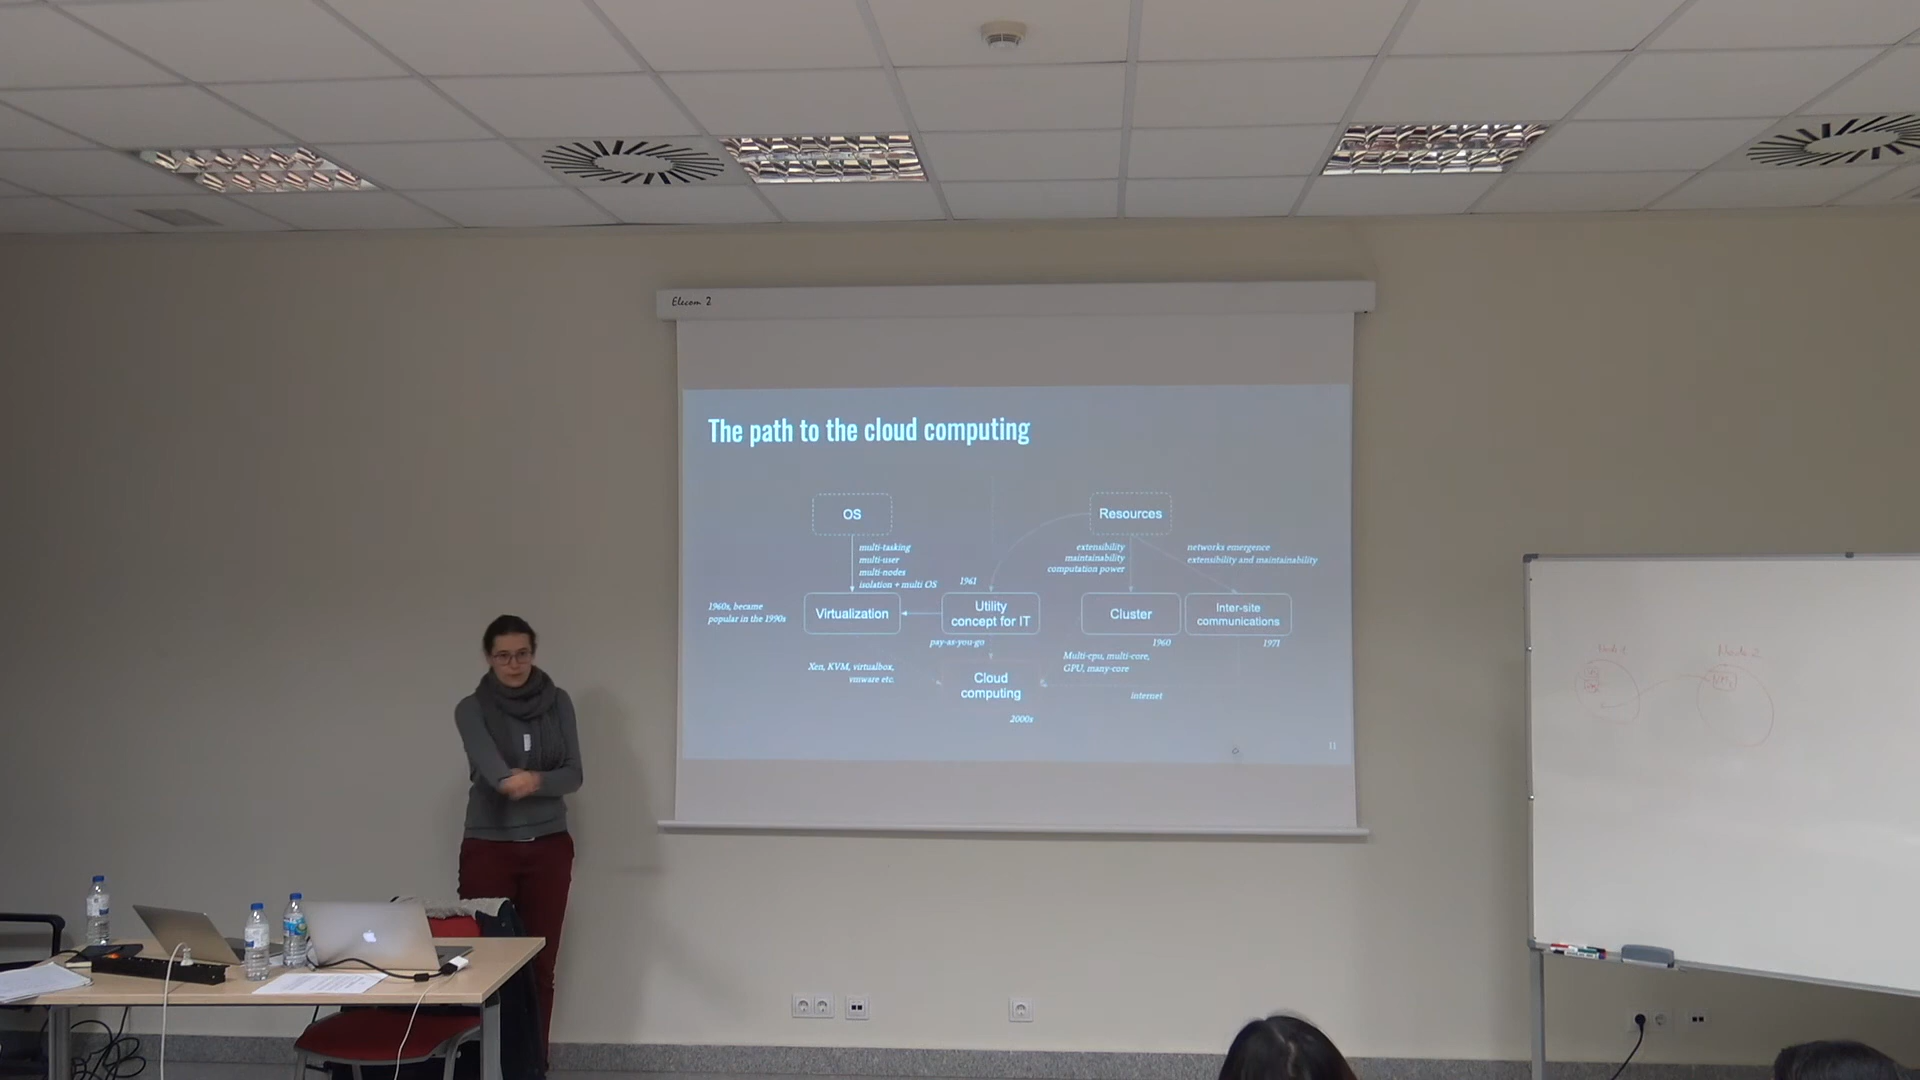 Elecom 2
The path to the cloud computing
OS
Resources
multi-tasking
multi-user
multi-nodes
isolation + multi OS
extensibility
maintainability
computation power
networks emergence
extensibility and maintainability
1961
1960s, became
popular in the 1990s
Virtualization
Utility
concept for IT
Cluster
Inter-site
communications
pay-as-you-go
1960
1971
Xen, KVM, virtualbox,
vmware etc.
Multi-cpu, multi-core,
GPU, many-core
Cloud
computing
internet
2000s
11